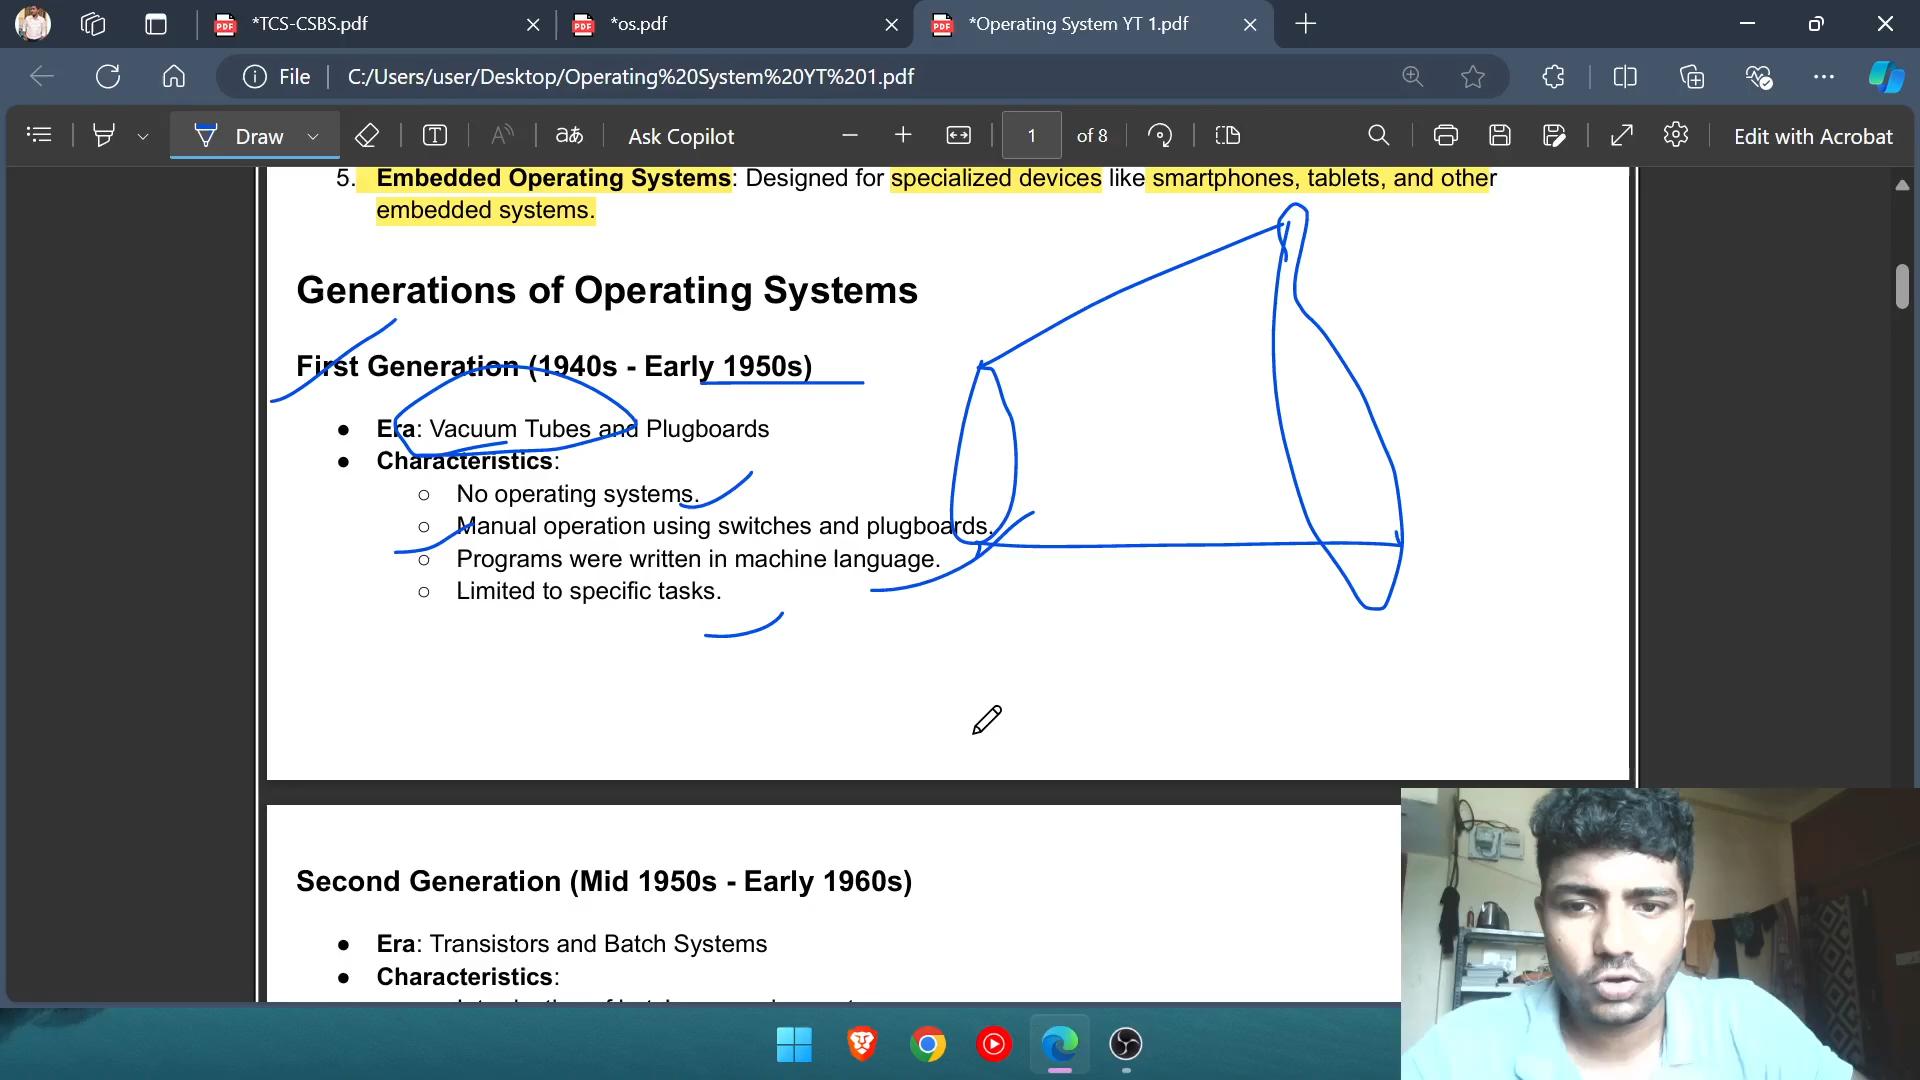 *TCS-CSBS.pdf
*os.pdf
*Operating System YT 1.pdf
File
C:/Users/user/Desktop/Operating%20System%20YT%201.pdf
Draw
aあ
Ask Copilot
1
of 8
Edit with Acrobat
5. Embedded Operating Systems: Designed for specialized devices like smartphones, tablets, and other
embedded systems.
Generations of Operating Systems
First Generation (1940s - Early 1950s)
● Era: Vacuum Tubes and Plugboards
● Characteristics:
○ No operating systems.
○ Manual operation using switches and plugboards.
○ Programs were written in machine language.
○ Limited to specific tasks.
Second Generation (Mid 1950s - Early 1960s)
● Era: Transistors and Batch Systems
● Characteristics: